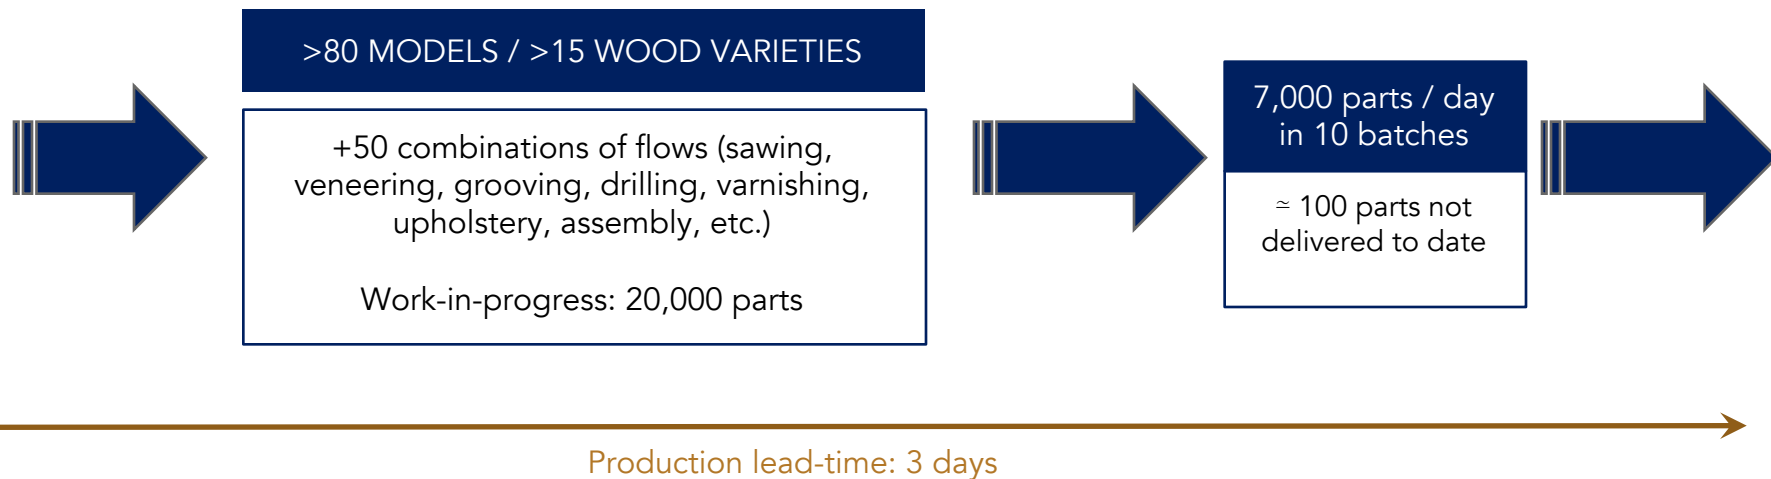 >80 MODELS / >15 WOOD VARIETIES
+50 combinations of flows (sawing,
veneering, grooving, drilling, varnishing,
upholstery, assembly, etc.)
Work-in-progress: 20,000 parts
7,000 parts / day
in 10 batches
≃ 100 parts not
delivered to date
Production lead-time: 3 days